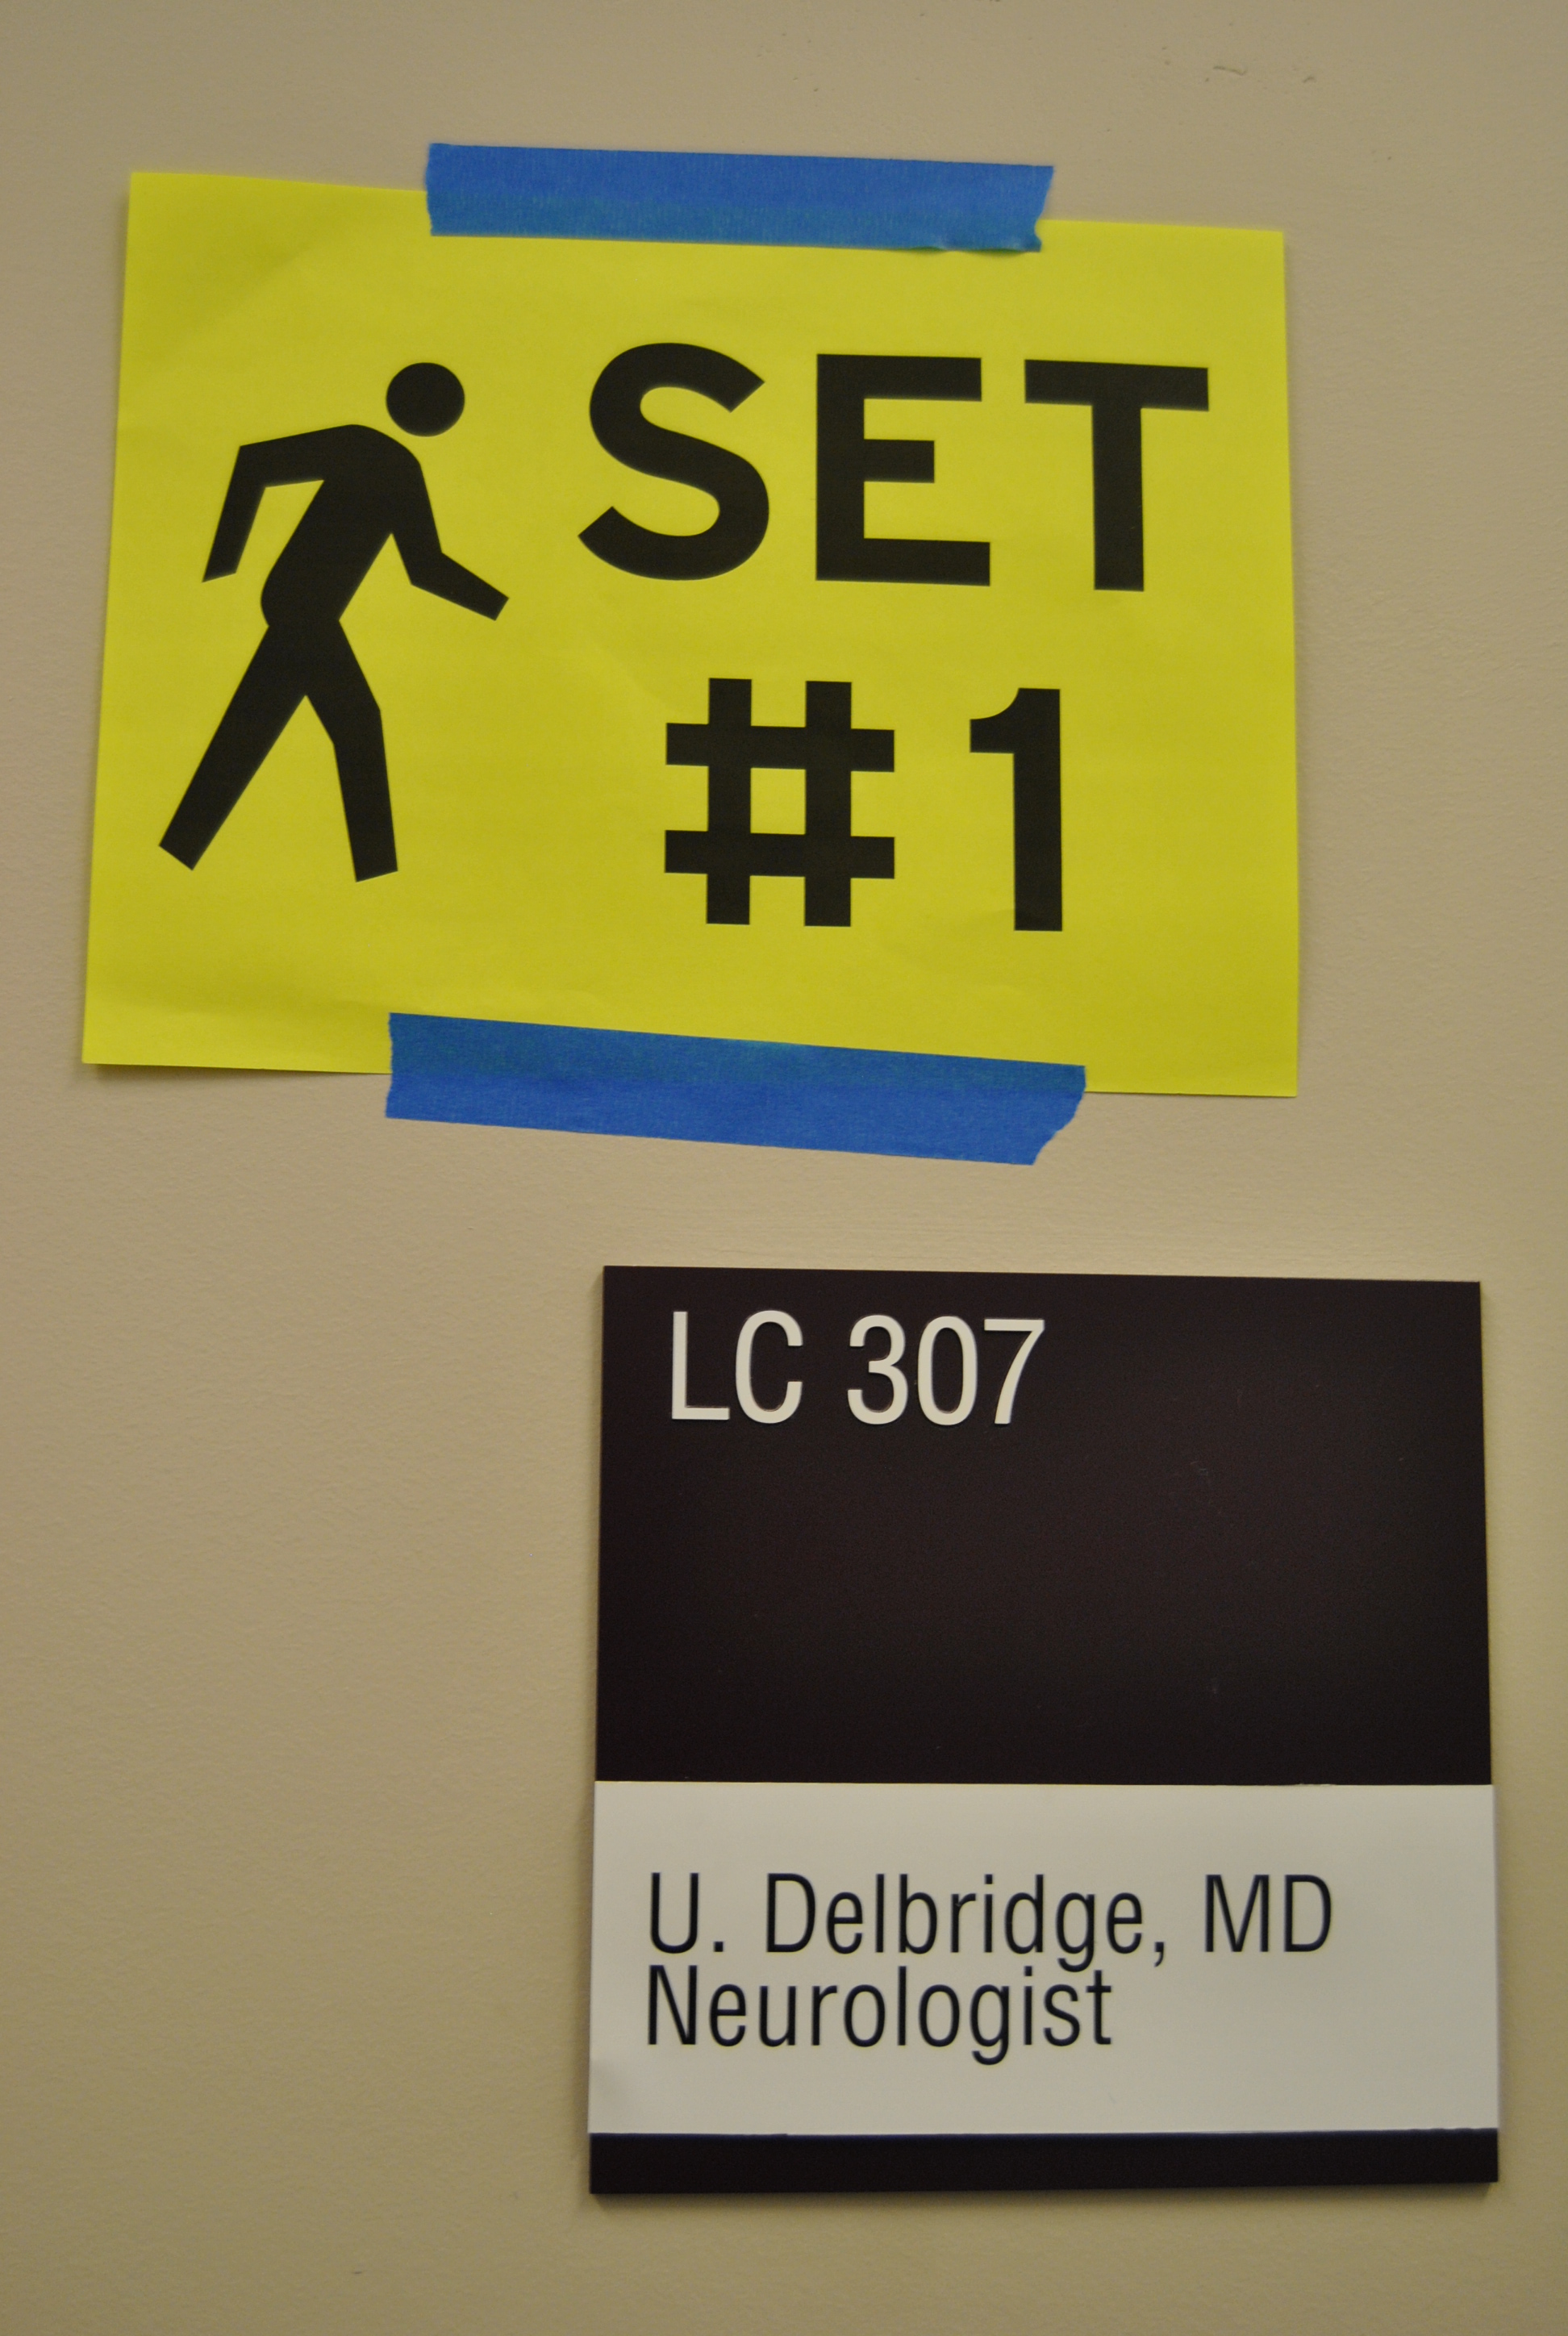 SET
#1
LC 307
U. Delbridge, MD
Neurologist